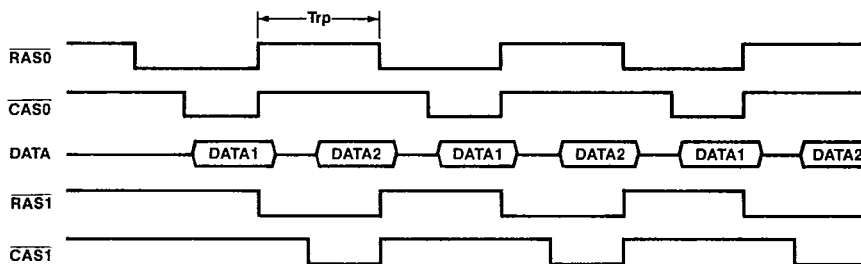 Trp
RAS0
CAS0
DATA DATA1 DATA2 DATA1 DATA2 DATA1 DATA2
RAS1
CAS1